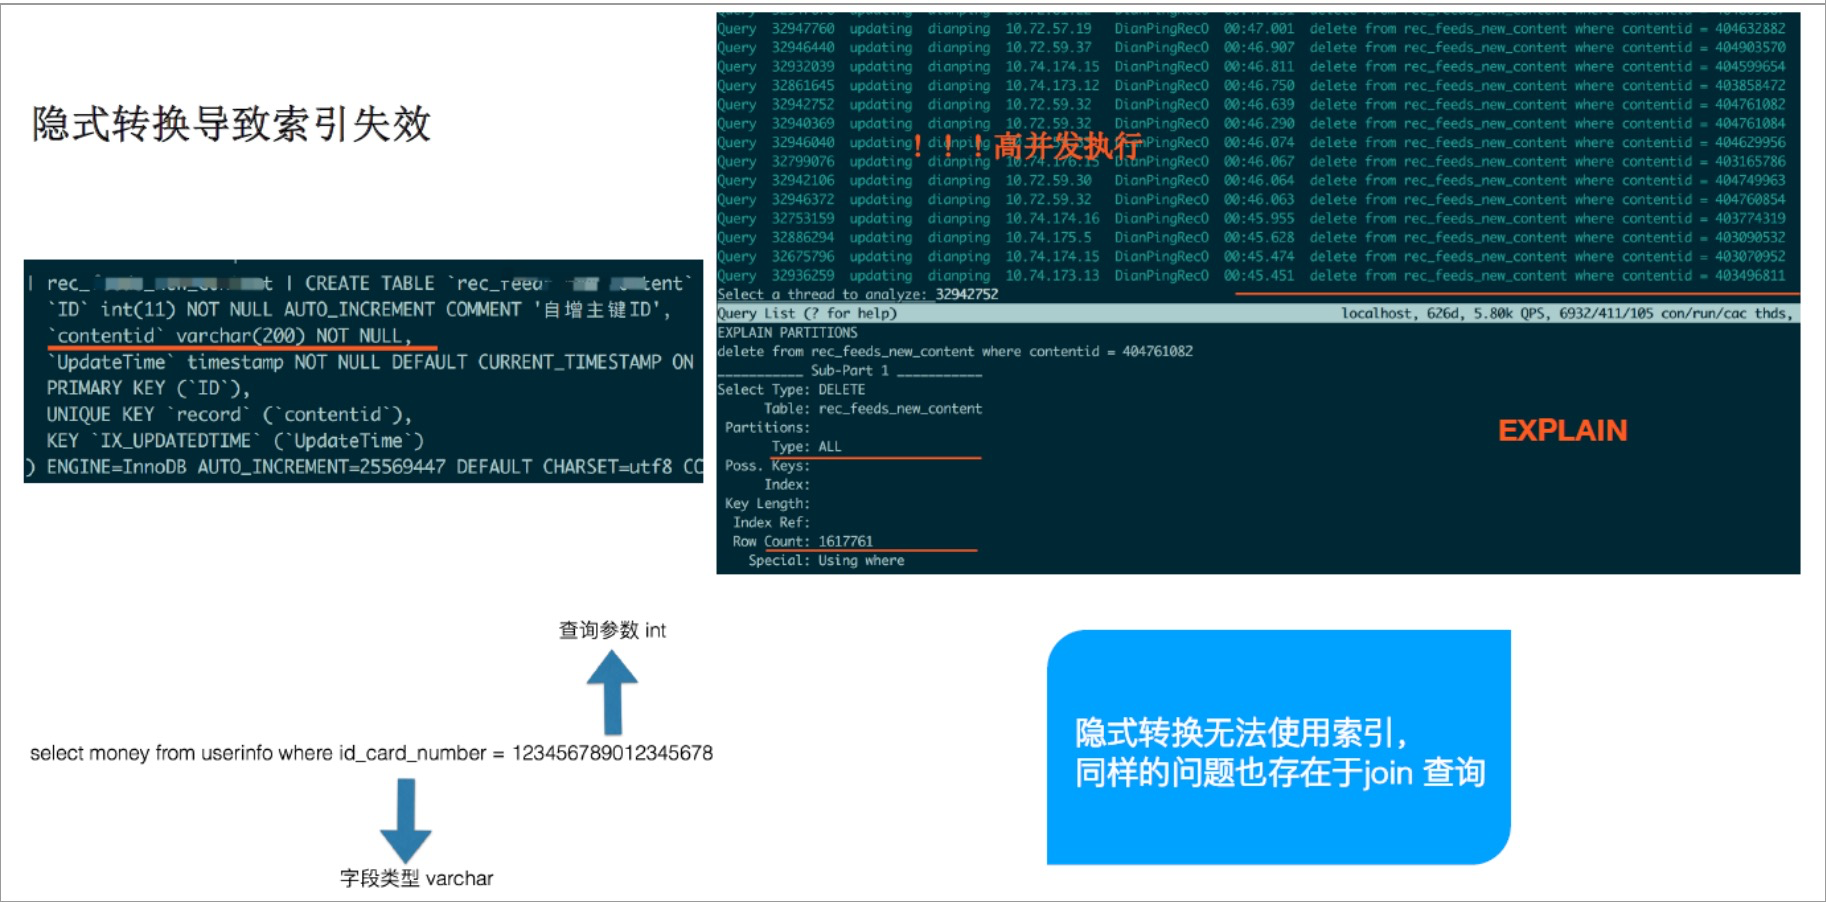 隐式转换导致索引失效
| rec_ t | CREATE TABLE `rec_feed tent`
`ID` int(11) NOT NULL AUTO_INCREMENT COMMENT '自增主键ID',
`contentid` varchar(200) NOT NULL,
`UpdateTime` timestamp NOT NULL DEFAULT CURRENT_TIMESTAMP ON
PRIMARY KEY (`ID`),
UNIQUE KEY `record` (`contentid`),
KEY `IX_UPDATEDTIME` (`UpdateTime`)
) ENGINE=InnoDB AUTO_INCREMENT=25569447 DEFAULT CHARSET=utf8 CO
Query 32947760 updating dianping 10.72.57.19 DianPingRecO 00:47.001 delete from rec_feeds_new_content where contentid = 404632882
Query 32946440 updating dianping 10.72.59.37 DianPingRecO 00:46.907 delete from rec_feeds_new_content where contentid = 404903570
Query 32932039 updating dianping 10.74.174.15 DianPingRecO 00:46.811 delete from rec_feeds_new_content where contentid = 404599654
Query 32861645 updating dianping 10.74.173.12 DianPingRecO 00:46.750 delete from rec_feeds_new_content where contentid = 403858472
Query 32942752 updating dianping 10.72.59.32 DianPingRecO 00:46.639 delete from rec_feeds_new_content where contentid = 404761082
Query 32940369 updating dianping 10.72.59.32 DianPingRecO 00:46.290 delete from rec_feeds_new_content where contentid = 404761084
Query 32946040 updating dianping DianPingRecO 00:46.074 delete from rec_feeds_new_content where contentid = 404629956
！！！高并发执行
Query 32799076 updating dianping 10.74.176.15 DianPingRecO 00:46.067 delete from rec_feeds_new_content where contentid = 403165786
Query 32942106 updating dianping 10.72.59.30 DianPingRecO 00:46.064 delete from rec_feeds_new_content where contentid = 404749963
Query 32946372 updating dianping 10.72.59.32 DianPingRecO 00:46.063 delete from rec_feeds_new_content where contentid = 404760854
Query 32753159 updating dianping 10.74.174.16 DianPingRecO 00:45.955 delete from rec_feeds_new_content where contentid = 403774319
Query 32886294 updating dianping 10.74.175.5 DianPingRecO 00:45.628 delete from rec_feeds_new_content where contentid = 403090532
Query 32675796 updating dianping 10.74.174.15 DianPingRecO 00:45.474 delete from rec_feeds_new_content where contentid = 403070952
Query 32936259 updating dianping 10.74.173.13 DianPingRecO 00:45.451 delete from rec_feeds_new_content where contentid = 403496811
Select a thread to analyze: 32942752
Query List (? for help) localhost, 626d, 5.80k QPS, 6932/411/105 con/run/cac thds,
EXPLAIN PARTITIONS
delete from rec_feeds_new_content where contentid = 404761082
___________ Sub-Part 1 ___________
Select Type: DELETE
Table: rec_feeds_new_content
Partitions:
Type: ALL
Poss. Keys:
Index:
Key Length:
Index Ref:
Row Count: 1617761
Special: Using where
EXPLAIN
查询参数 int
select money from userinfo where id_card_number = 123456789012345678
字段类型 varchar
隐式转换无法使用索引，
同样的问题也存在于join 查询